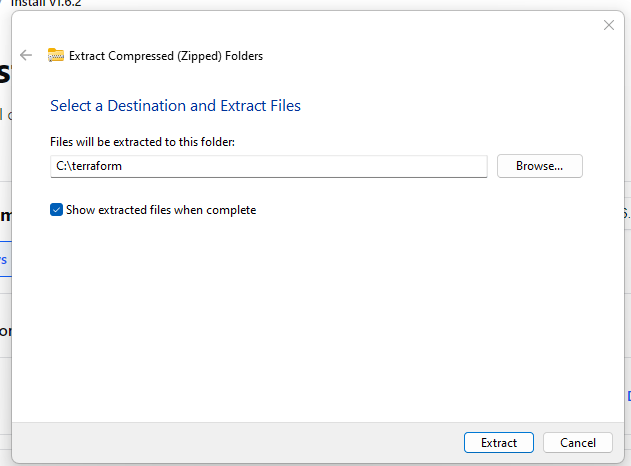 Install v1.6.2
Extract Compressed (Zipped) Folders
Select a Destination and Extract Files
Files will be extracted to this folder:
C:\terraform
Browse...
Show extracted files when complete
Extract
Cancel